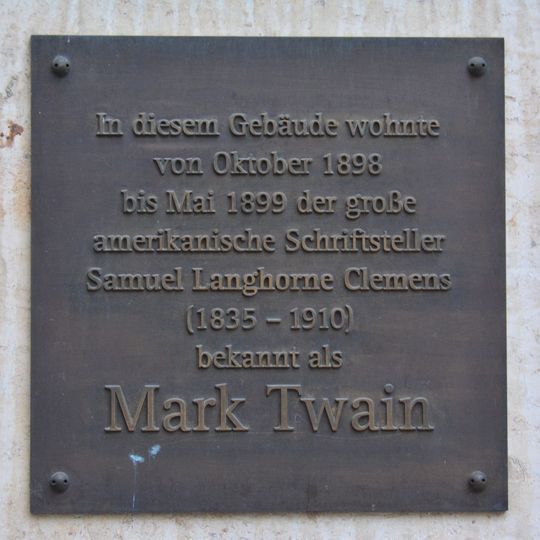 In diesem Gebäude wohnte
von Oktober 1898
bis Mai 1899 der große
amerikanische Schriftsteller
Samuel Langhorne Clemens
(1835 – 1910)
bekannt als
Mark Twain